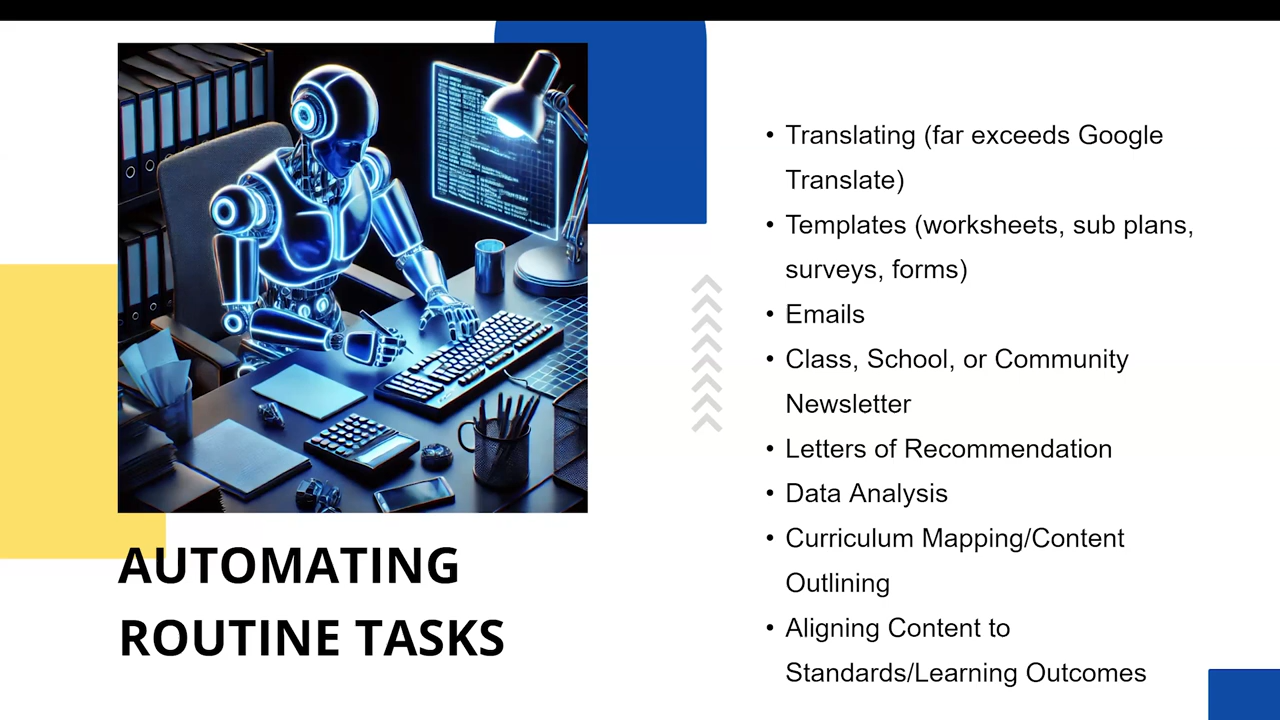 AUTOMATING
ROUTINE TASKS
• Translating (far exceeds Google
Translate)
• Templates (worksheets, sub plans,
surveys, forms)
• Emails
• Class, School, or Community
Newsletter
• Letters of Recommendation
• Data Analysis
• Curriculum Mapping/Content
Outlining
• Aligning Content to
Standards/Learning Outcomes